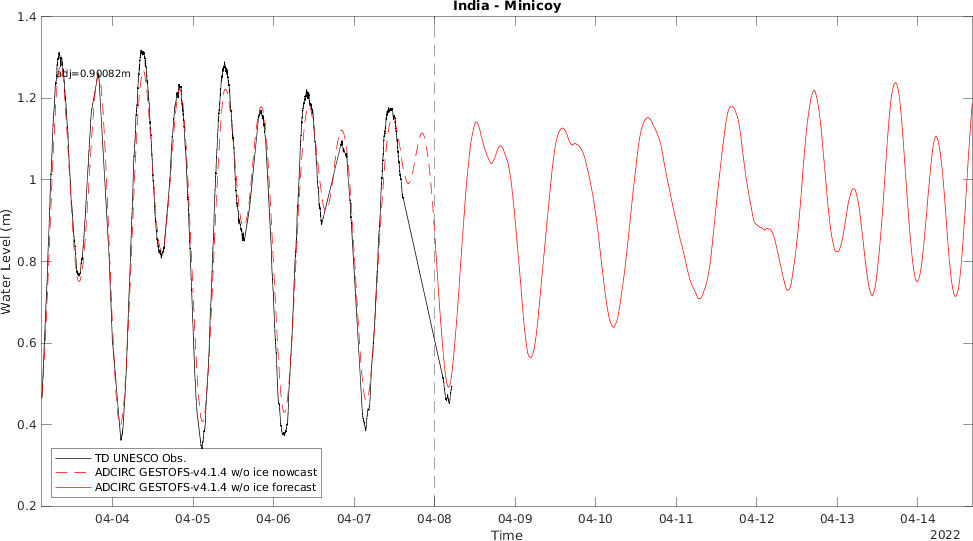 India - Minicoy
1.4
1.2
1
0.8
0.6
0.4
0.2
Water Level (m)
adj=0.90082m
TD UNESCO Obs.
ADCIRC GESTOFS-v4.1.4 w/o ice nowcast
ADCIRC GESTOFS-v4.1.4 w/o ice forecast
04-04 04-05 04-06 04-07 04-08 04-09 04-10 04-11 04-12 04-13 04-14
Time
2022